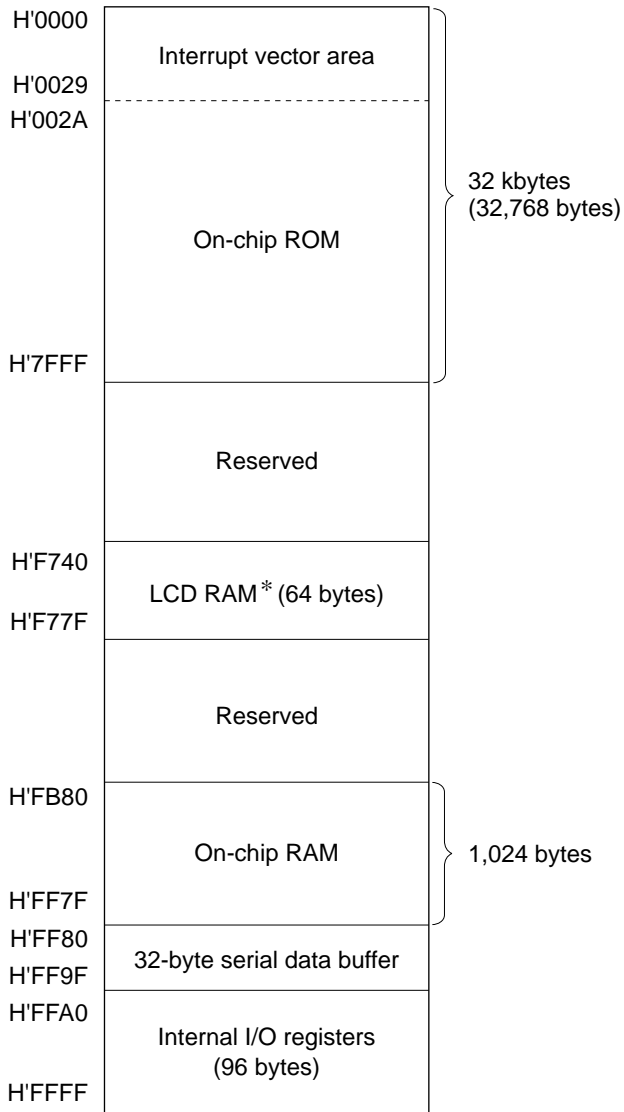 H'0000
Interrupt vector area
H'0029
H'002A
32 kbytes
(32,768 bytes)
On-chip ROM
H'7FFF
Reserved
H'F740
LCD RAM* (64 bytes)
H'F77F
Reserved
H'FB80
On-chip RAM
1,024 bytes
H'FF7F
H'FF80
32-byte serial data buffer
H'FF9F
H'FFA0
Internal I/O registers
(96 bytes)
H'FFFF